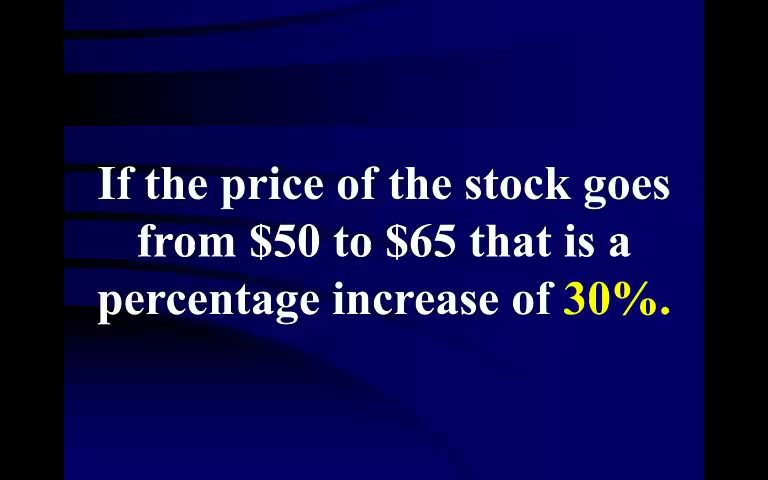 If the price of the stock goes
from $50 to $65 that is a
percentage increase of 30%.